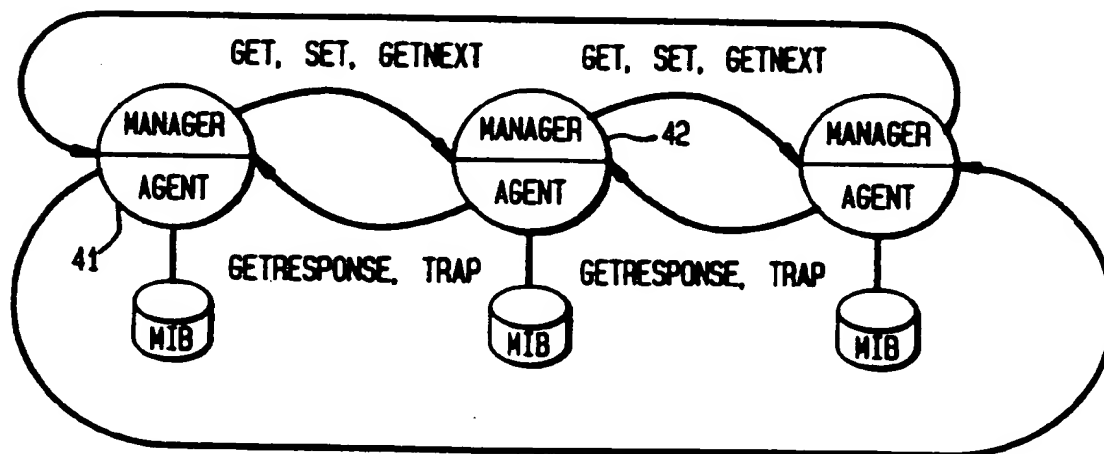 GET, SET, GETNEXT GET, SET, GETNEXT
MANAGER MANAGER 42 MANAGER
AGENT AGENT AGENT
41
GETRESPONSE, TRAP GETRESPONSE, TRAP
MIB MIB MIB